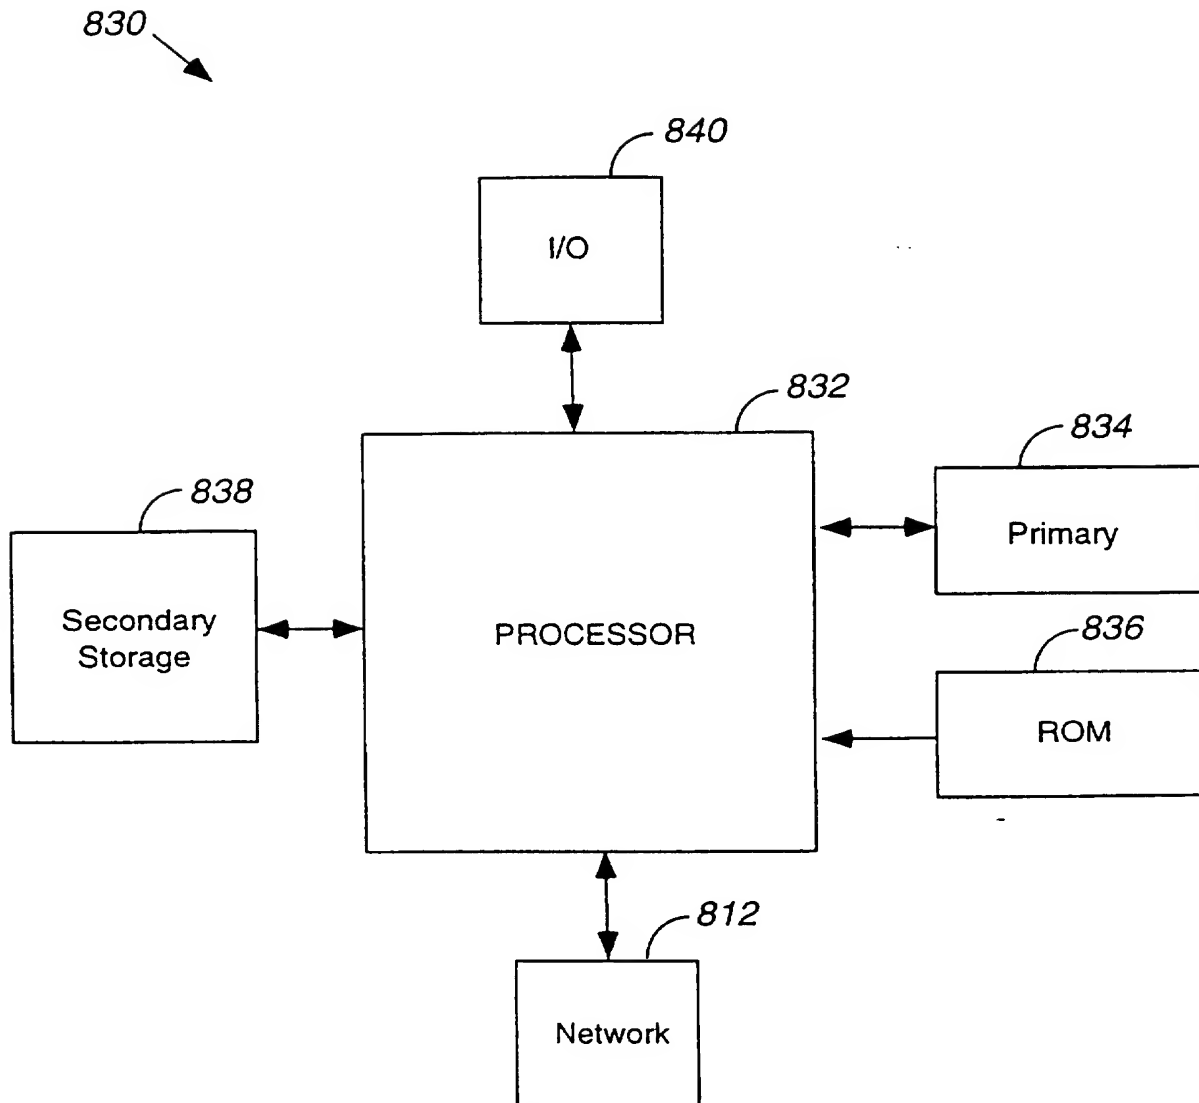 830
840
I/O
832
834
838
Primary
Secondary
Storage
PROCESSOR
836
ROM
812
Network